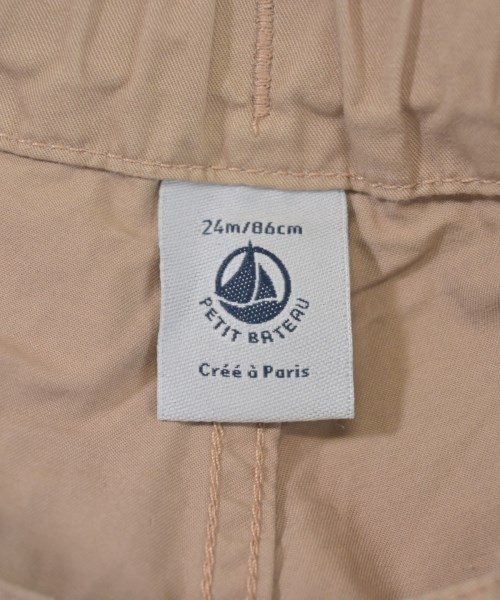 24m/86cm
PETIT BATEAU
Créé à Paris